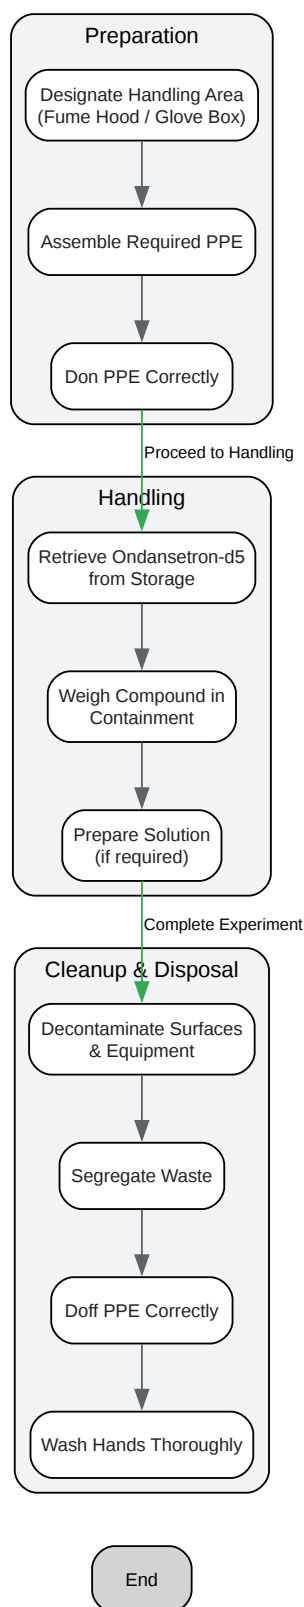 Preparation
Designate Handling Area
(Fume Hood / Glove Box)
Assemble Required PPE
Don PPE Correctly
Proceed to Handling
Handling
Retrieve Ondansetron-d5
from Storage
Weigh Compound in
Containment
Prepare Solution
(if required)
Complete Experiment
Cleanup & Disposal
Decontaminate Surfaces
& Equipment
Segregate Waste
Doff PPE Correctly
Wash Hands Thoroughly
End